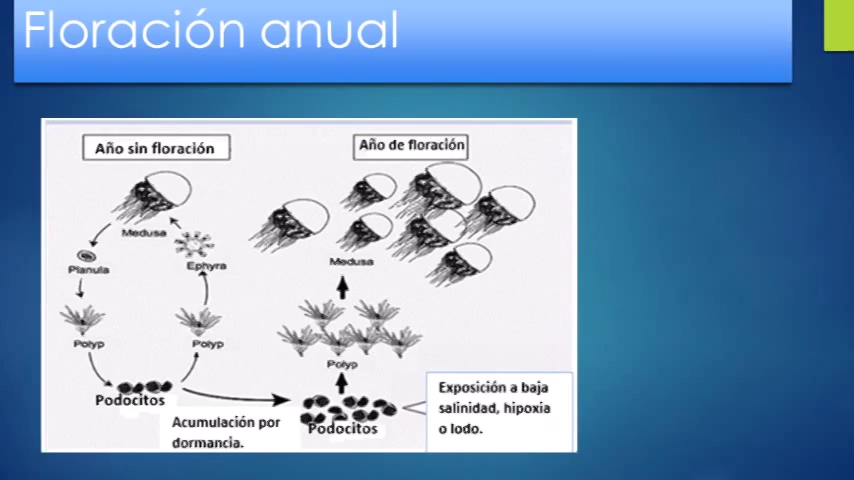 Floración anual
Año sin floración
Medusa
Planula
Ephyra
Polyp
Polyp
Podocitos
Acumulación por
dormancia.
Año de floración
Medusa
Polyp
Podocitos
Exposición a baja
salinidad, hipoxia
o lodo.